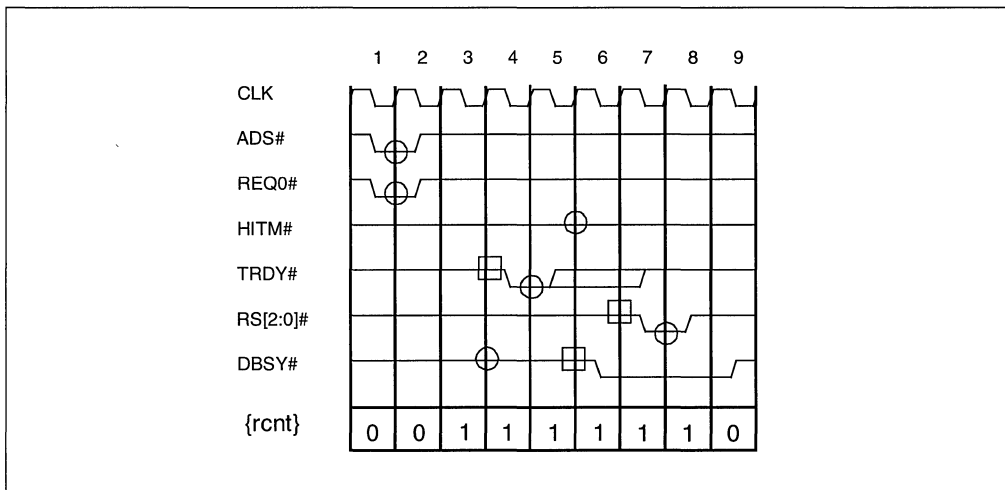 1 2 3 4 5 6 7 8 9
CLK
ADS#
REQ0#
HITM#
TRDY#
RS[2:0]#
DBSY#
{rcnt} 0 0 1 1 1 1 1 1 0